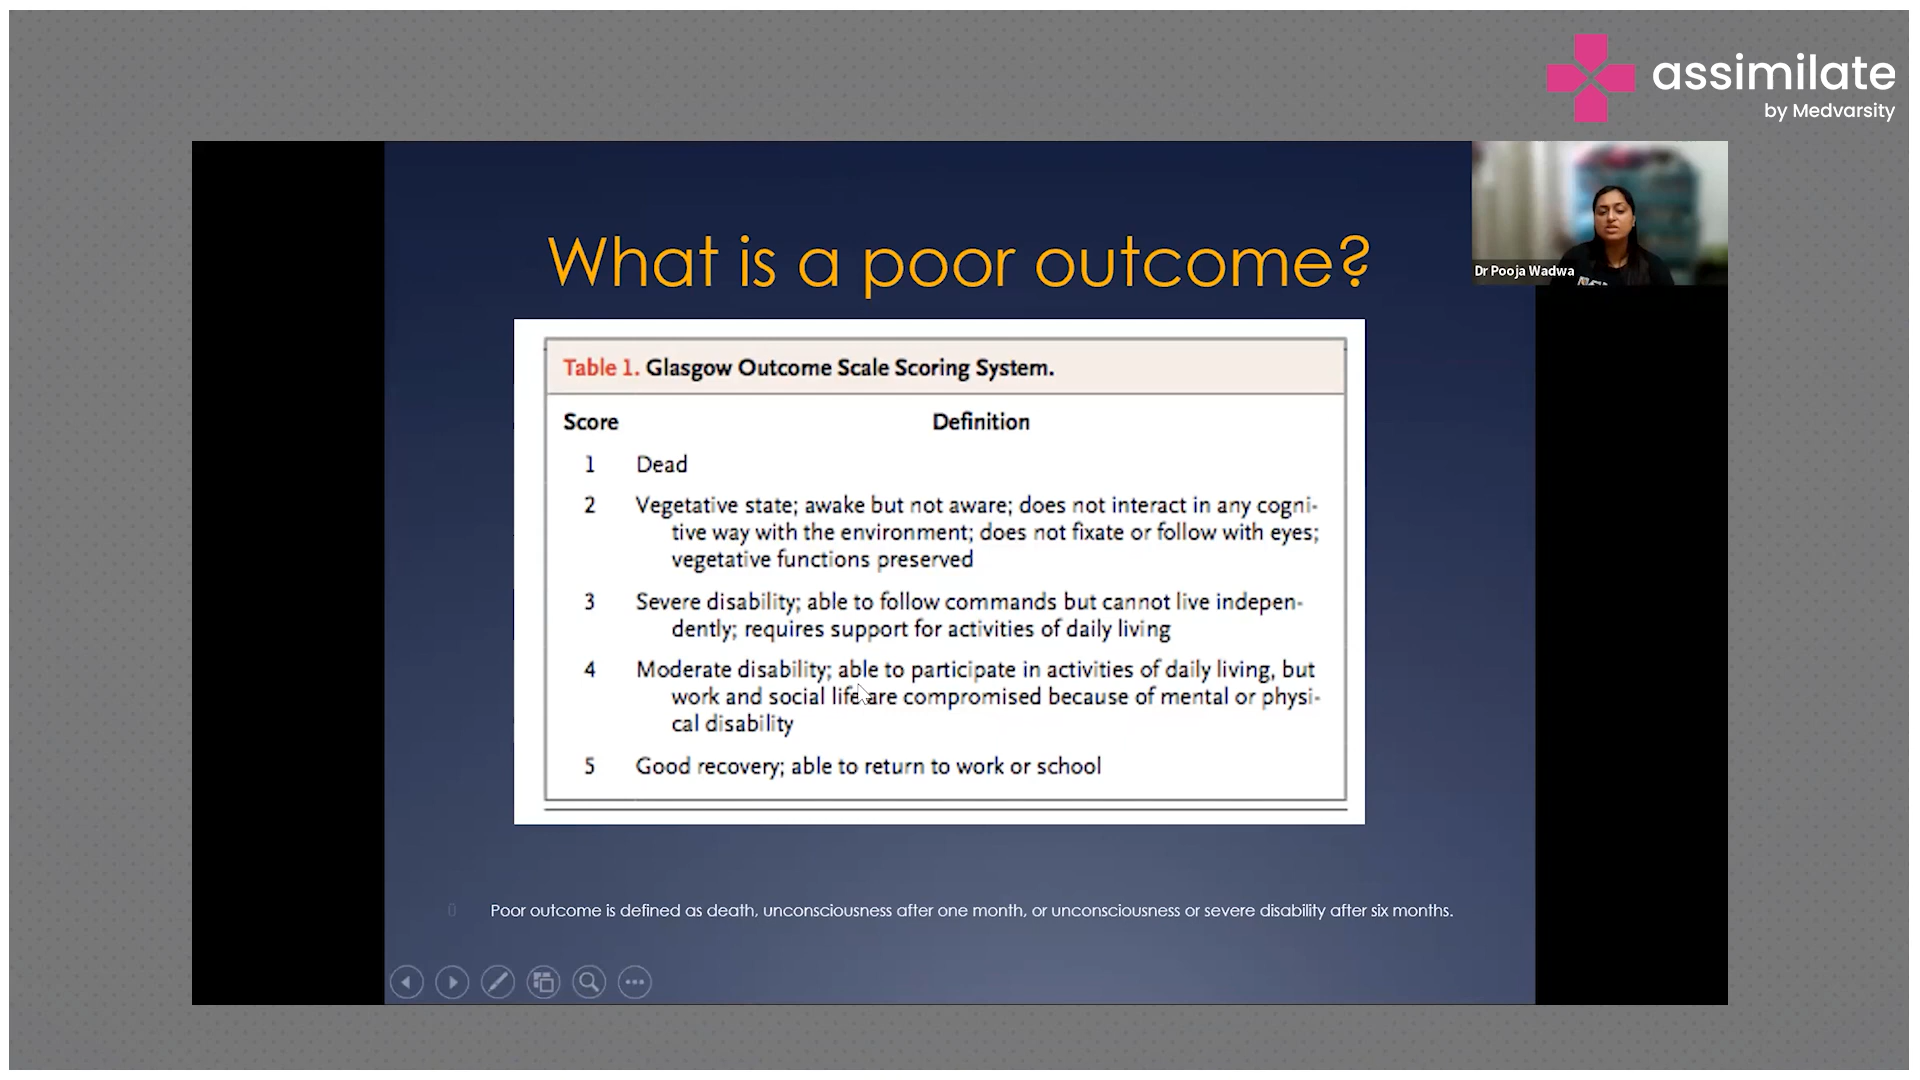 assimilate
by Medvarsity
Dr Pooja Wadwa
What is a poor outcome?
Table 1. Glasgow Outcome Scale Scoring System.
Score Definition
1 Dead
2 Vegetative state; awake but not aware; does not interact in any cogni-
tive way with the environment; does not fixate or follow with eyes;
vegetative functions preserved
3 Severe disability; able to follow commands but cannot live indepen-
dently; requires support for activities of daily living
4 Moderate disability; able to participate in activities of daily living, but
work and social life are compromised because of mental or physi-
cal disability
5 Good recovery; able to return to work or school
Poor outcome is defined as death, unconsciousness after one month, or unconsciousness or severe disability after six months.